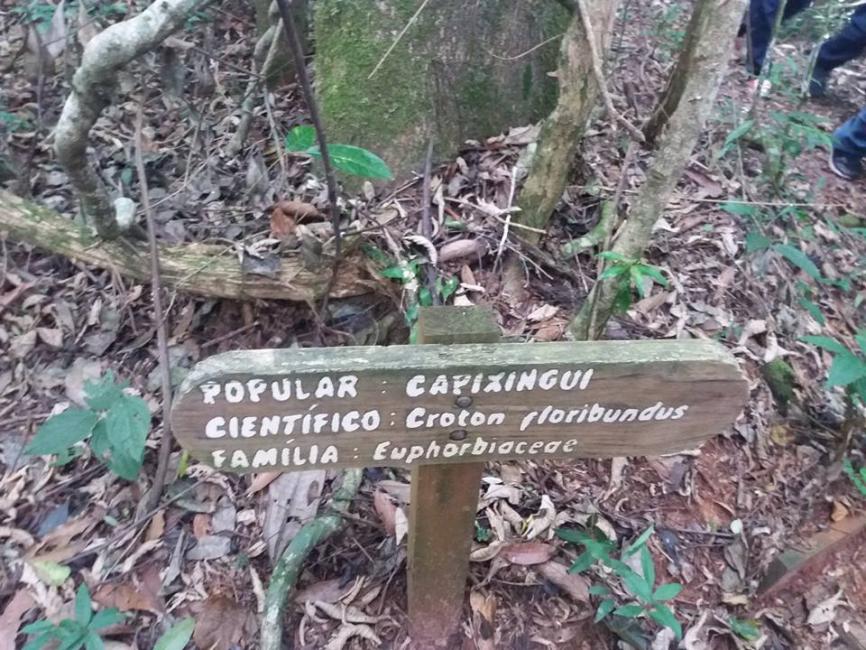 POPULAR : CAPIXINGUI
CIENTÍFICO : Croton floribundus
FAMÍLIA : Euphorbiaceae